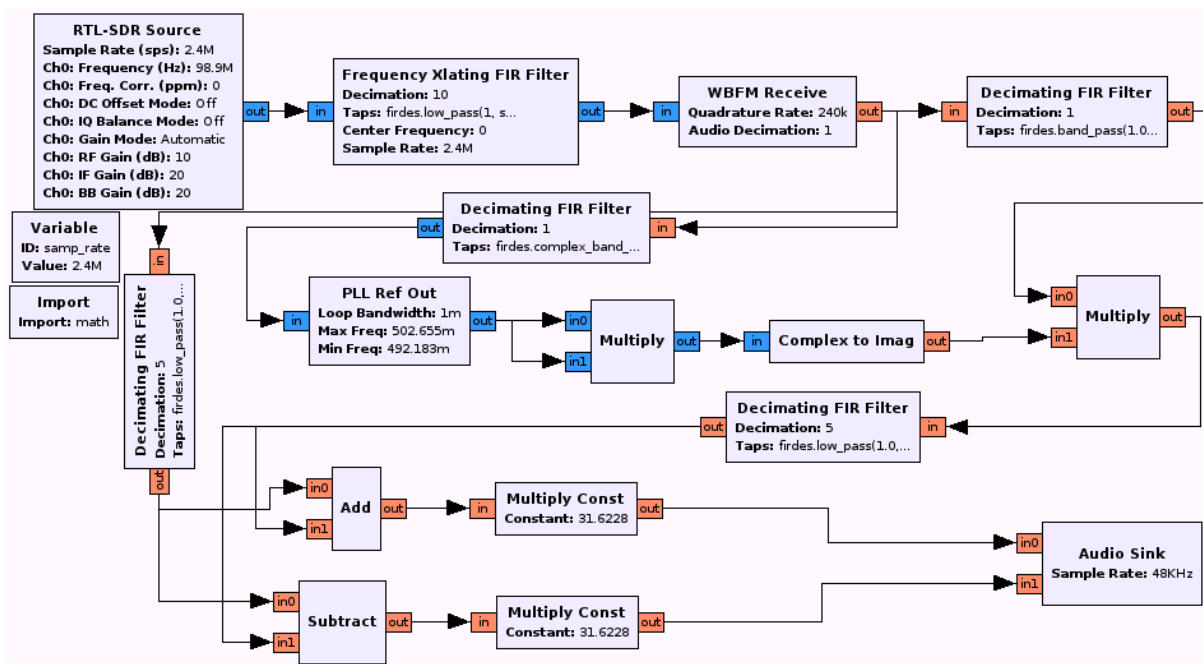 RTL-SDR Source
Sample Rate (sps): 2.4M
Ch0: Frequency (Hz): 98.9M
Ch0: Freq. Corr. (ppm): 0
Ch0: DC Offset Mode: Off
Ch0: IQ Balance Mode: Off
Ch0: Gain Mode: Automatic
Ch0: RF Gain (dB): 10
Ch0: IF Gain (dB): 20
Ch0: BB Gain (dB): 20
out
in
Frequency Xlating FIR Filter
Decimation: 10
Taps: firdes.low_pass(1, s...
Center Frequency: 0
Sample Rate: 2.4M
out
in
WBFM Receive
Quadrature Rate: 240k
Audio Decimation: 1
out
in
Decimating FIR Filter
Decimation: 1
Taps: firdes.band_pass(1.0...
out
Variable
ID: samp_rate
Value: 2.4M
Import
Import: math
out
Decimating FIR Filter
Decimation: 1
Taps: firdes.complex_band_...
in
in
Decimating FIR Filter
Decimation: 5
Taps: firdes.low_pass(1.0,...
out
in
PLL Ref Out
Loop Bandwidth: 1m
Max Freq: 502.655m
Min Freq: 492.183m
out
in0
in1
Multiply
out
in
Complex to Imag
out
in0
in1
Multiply
out
out
Decimating FIR Filter
Decimation: 5
Taps: firdes.low_pass(1.0,...
in
in0
in1
Add
out
in
Multiply Const
Constant: 31.6228
out
in0
in1
Subtract
out
in
Multiply Const
Constant: 31.6228
out
in0
in1
Audio Sink
Sample Rate: 48KHz